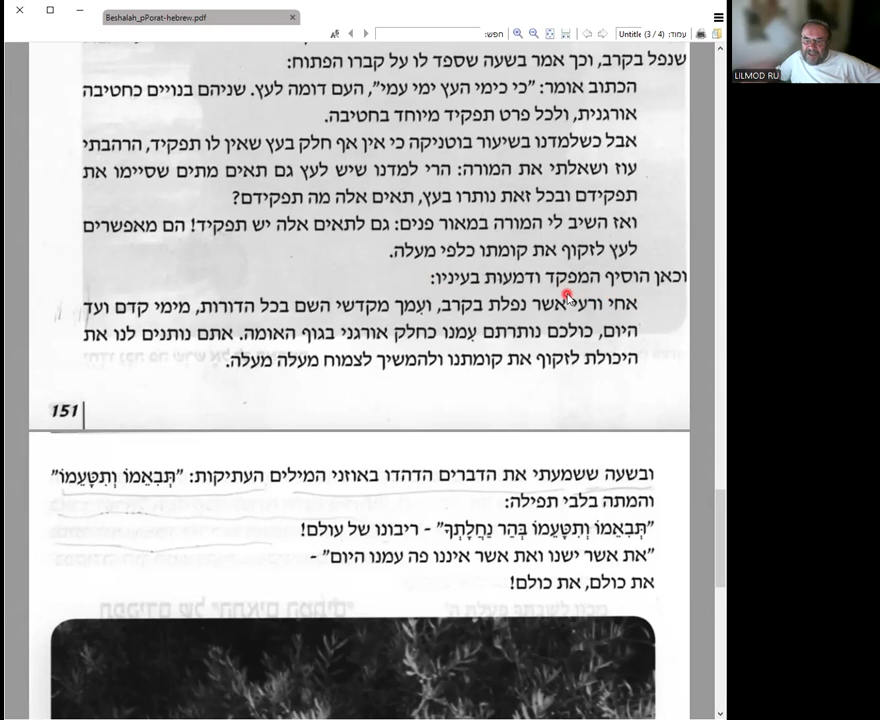 Beshalah_pPorat-hebrew.pdf
עמוד: (3 / 4) Untitle
חפש:
LILMOD RU
שנפל בקרב, וכך אמר בשעה שספד לו על קברו הפתוח:
הכתוב אומר: "כי כימי העץ ימי עמי", העם דומה לעץ. שניהם בנויים כחטיבה
אורגנית, ולכל פרט תפקיד מיוחד בחטיבה.
אבל כשלמדנו בשיעור בוטניקה כי אין אף חלק בעץ שאין לו תפקיד, הרהבתי
עוז ושאלתי את המורה: הרי למדנו שיש לעץ גם תאים מתים שסיימו את
תפקידם ובכל זאת נותרו בעץ, תאים אלה מה תפקידם?
ואז השיב לי המורה במאור פנים: גם לתאים אלה יש תפקיד! הם מאפשרים
לעץ לזקוף את קומתו כלפי מעלה.
וכאן הוסיף המפקד ודמעות בעיניו:
אחי ורעי אשר נפלת בקרב, ועִמך מקדשי השם בכל הדורות, מימי קדם ועד
היום, כולכם נותרתם עִמנו כחלק אורגני בגוף האומה. אתם נותנים לנו את
היכולת לזקוף את קומתנו ולהמשיך לצמוח מעלה מעלה.
151
ובשעה ששמעתי את הדברים הדהדו באוזני המילים העתיקות: "תְּבִאֵמוֹ וְתִטָּעֵמוֹ"
והמתה בלבי תפילה:
"תְּבִאֵמוֹ וְתִטָּעֵמוֹ בְּהַר נַחֲלָתְךָ" - ריבונו של עולם!
"את אשר ישנו ואת אשר איננו פה עמנו היום" -
את כולם, את כולם!